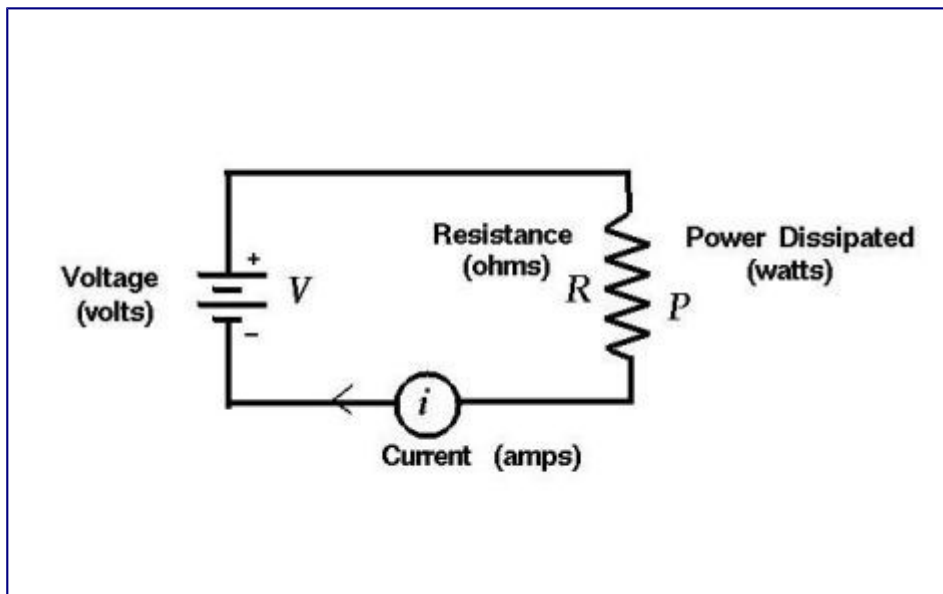 Resistance
(ohms)
R
Power Dissipated
(watts)
P
Voltage
(volts)
+
V
−
i
Current (amps)